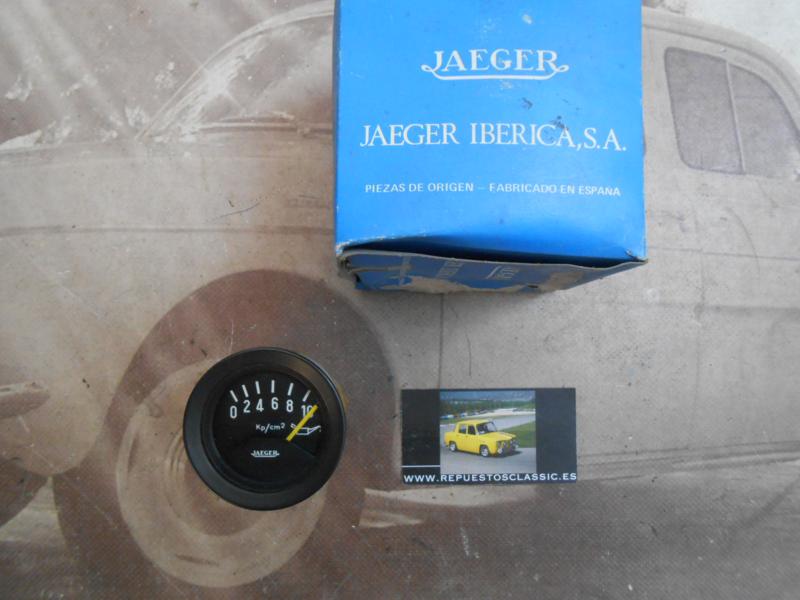 JAEGER
JAEGER IBERICA, S.A.
PIEZAS DE ORIGEN – FABRICADO EN ESPAÑA
0 2 4 6 8 10
Kp/cm2
JAEGER
WWW.REPUESTOSCLASSIC.ES